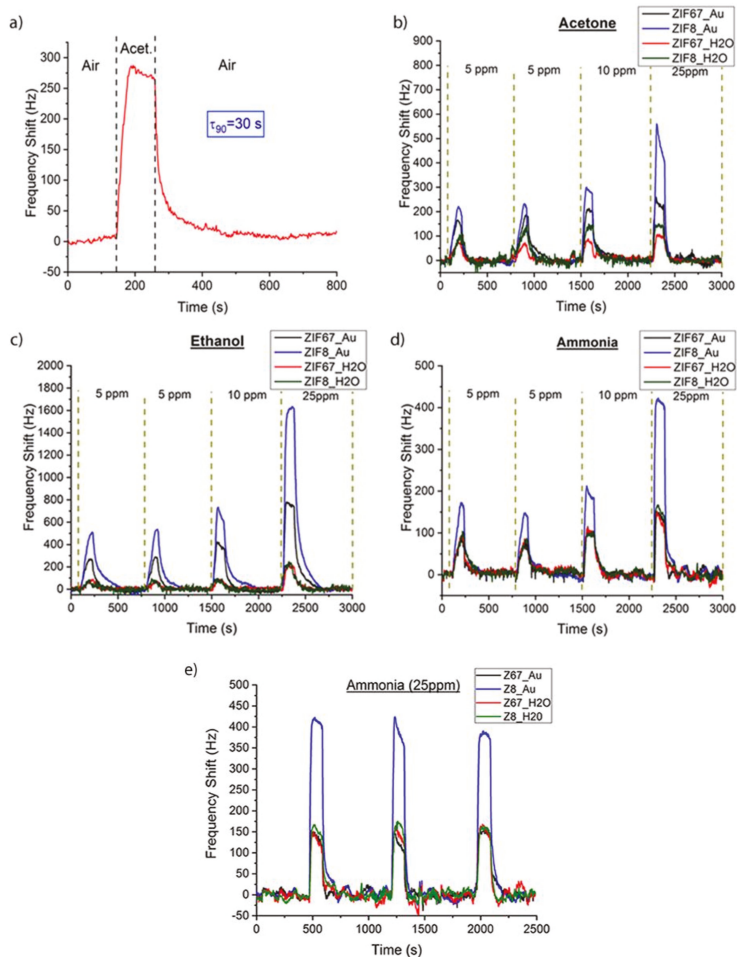 a)
Air
Acet.
Air
τ90=30 s
Frequency Shift (Hz)
300
250
200
150
100
50
0
-50
0
200
400
600
800
Time (s)
b)
Acetone
ZIF67_Au
ZIF8_Au
ZIF67_H2O
ZIF8_H2O
5 ppm
5 ppm
10 ppm
25ppm
Frequency Shift (Hz)
900
800
700
600
500
400
300
200
100
0
0
500
1000
1500
2000
2500
3000
Time (s)
c)
Ethanol
ZIF67_Au
ZIF8_Au
ZIF67_H2O
ZIF8_H2O
5 ppm
5 ppm
10 ppm
25ppm
Frequency Shift (Hz)
2000
1800
1600
1400
1200
1000
800
600
400
200
0
0
500
1000
1500
2000
2500
3000
Time (s)
d)
Ammonia
ZIF67_Au
ZIF8_Au
ZIF67_H2O
ZIF8_H2O
5 ppm
5 ppm
10 ppm
25ppm
Frequency Shift (Hz)
500
400
300
200
100
0
0
500
1000
1500
2000
2500
3000
Time (s)
e)
Ammonia (25ppm)
Z67_Au
Z8_Au
Z67_H2O
Z8_H20
Frequency Shift (Hz)
500
450
400
350
300
250
200
150
100
50
0
-50
0
500
1000
1500
2000
2500
Time (s)